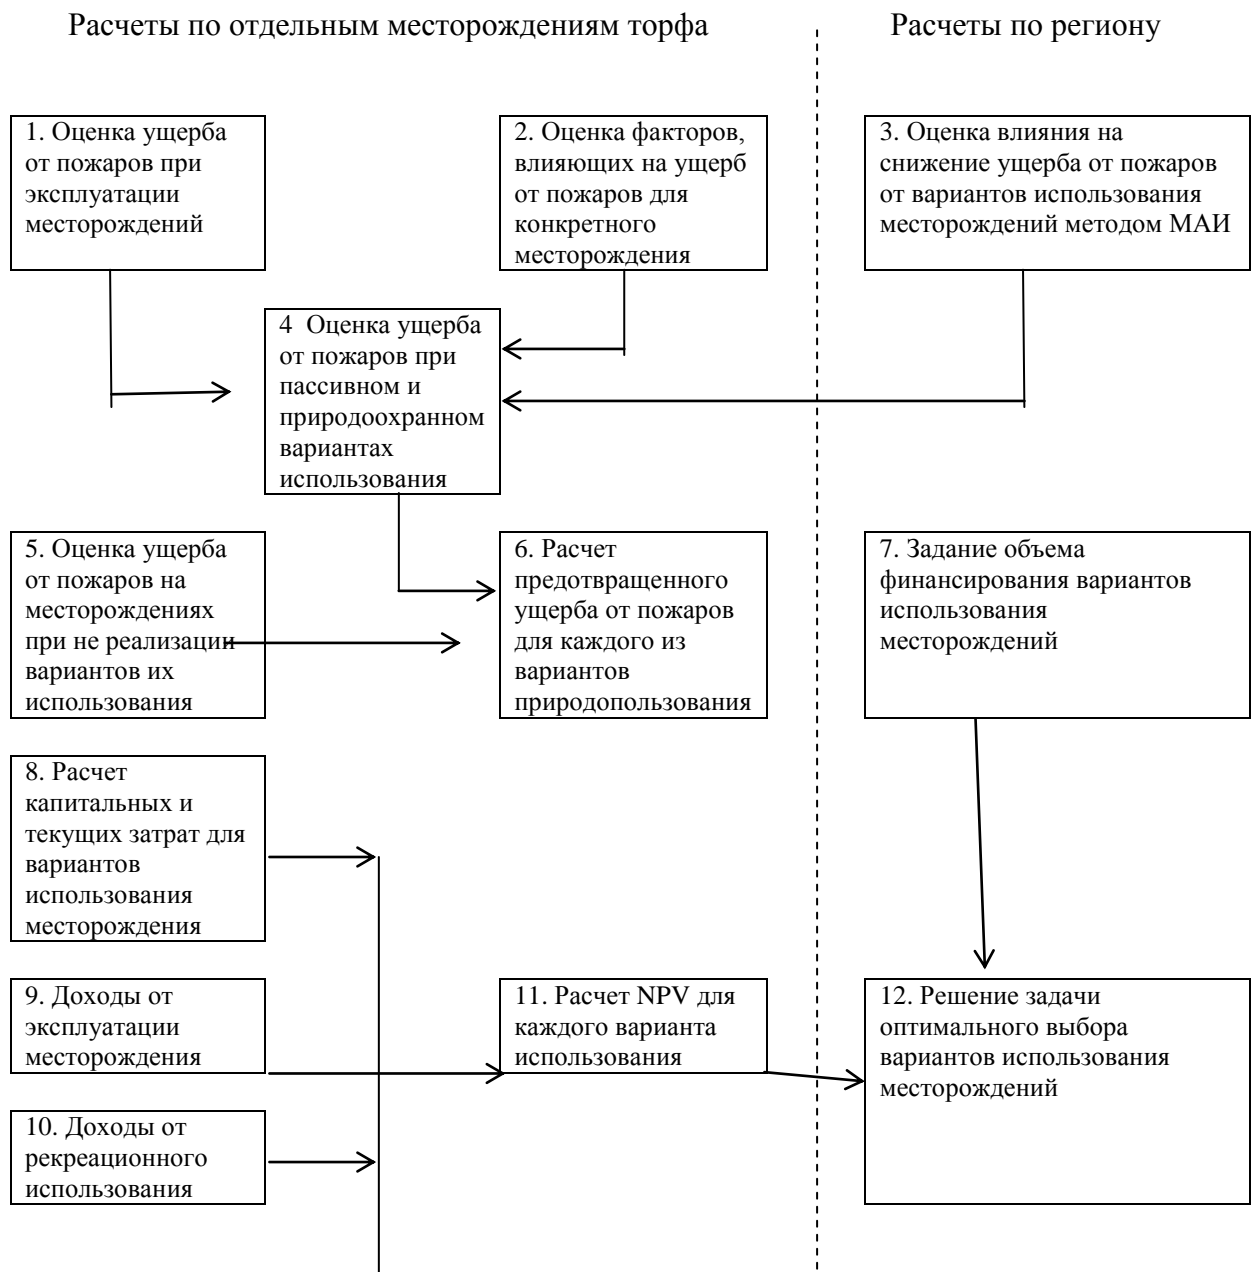 Расчеты по отдельным месторождениям торфа
Расчеты по региону
1. Оценка ущерба
от пожаров при
эксплуатации
месторождений
2. Оценка факторов,
влияющих на ущерб
от пожаров для
конкретного
месторождения
3. Оценка влияния на
снижение ущерба от пожаров
от вариантов использования
месторождений методом МАИ
4 Оценка ущерба
от пожаров при
пассивном и
природоохранном
вариантах
использования
5. Оценка ущерба
от пожаров на
месторождениях
при не реализации
вариантов их
использования
6. Расчет
предотвращенного
ущерба от пожаров
для каждого из
вариантов
природопользования
7. Задание объема
финансирования вариантов
использования
месторождений
8. Расчет
капитальных и
текущих затрат для
вариантов
использования
месторождения
9. Доходы от
эксплуатации
месторождения
11. Расчет NPV для
каждого варианта
использования
12. Решение задачи
оптимального выбора
вариантов использования
месторождений
10. Доходы от
рекреационного
использования